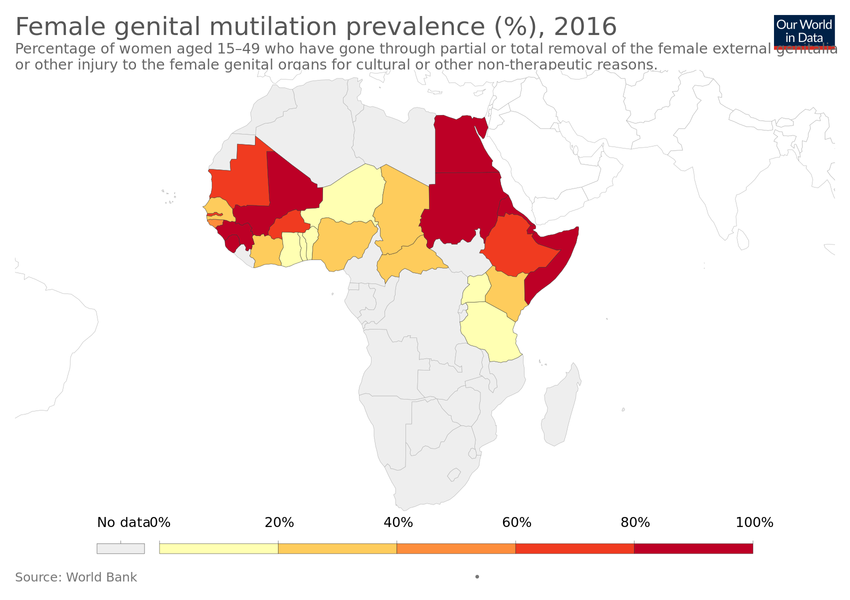 Female genital mutilation prevalence (%), 2016
Our World
in Data
Percentage of women aged 15–49 who have gone through partial or total removal of the female external genitalia
or other injury to the female genital organs for cultural or other non-therapeutic reasons.
No data 0% 20% 40% 60% 80% 100%
Source: World Bank